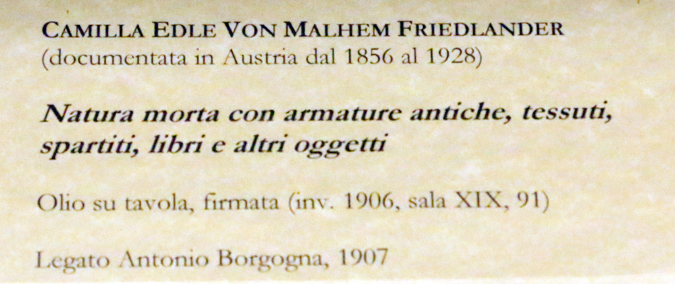 CAMILLA EDLE VON MALHEM FRIEDLANDER
(documentata in Austria dal 1856 al 1928)
Natura morta con armature antiche, tessuti,
spartiti, libri e altri oggetti
Olio su tavola, firmata (inv. 1906, sala XIX, 91)
Legato Antonio Borgogna, 1907